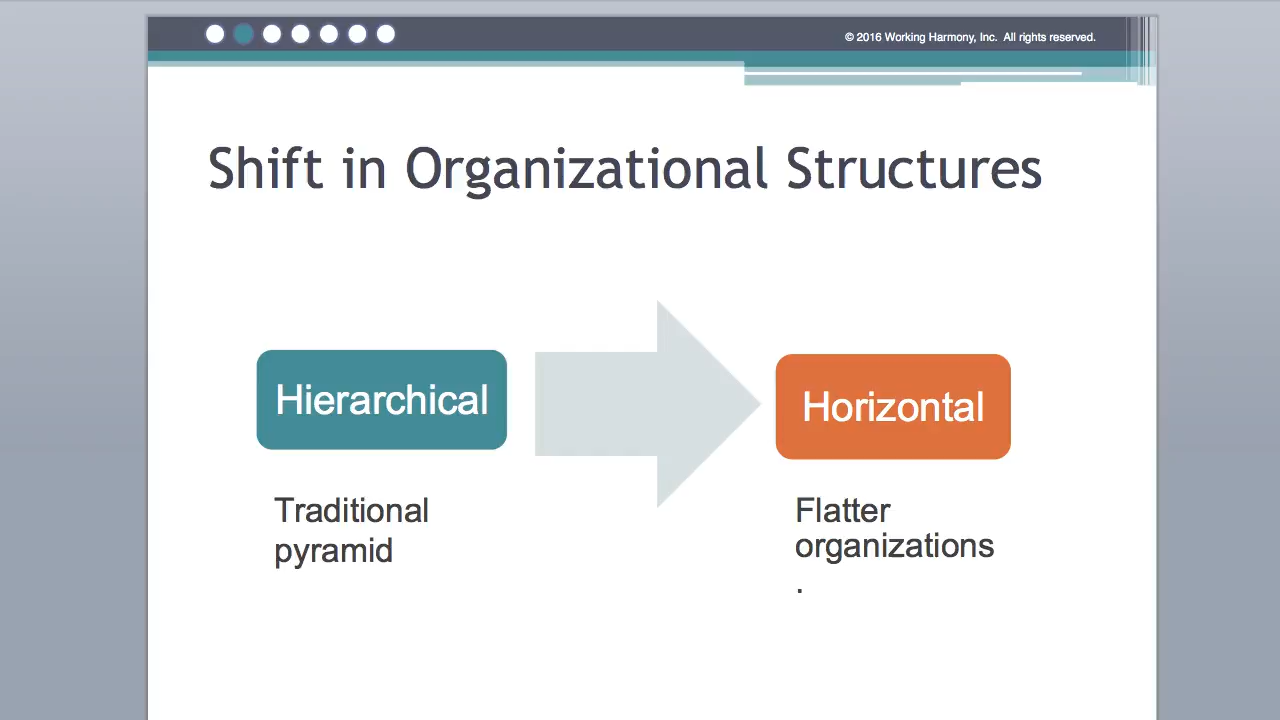 © 2016 Working Harmony, Inc. All rights reserved.
Shift in Organizational Structures
Hierarchical
Horizontal
Traditional
pyramid
Flatter
organizations
.